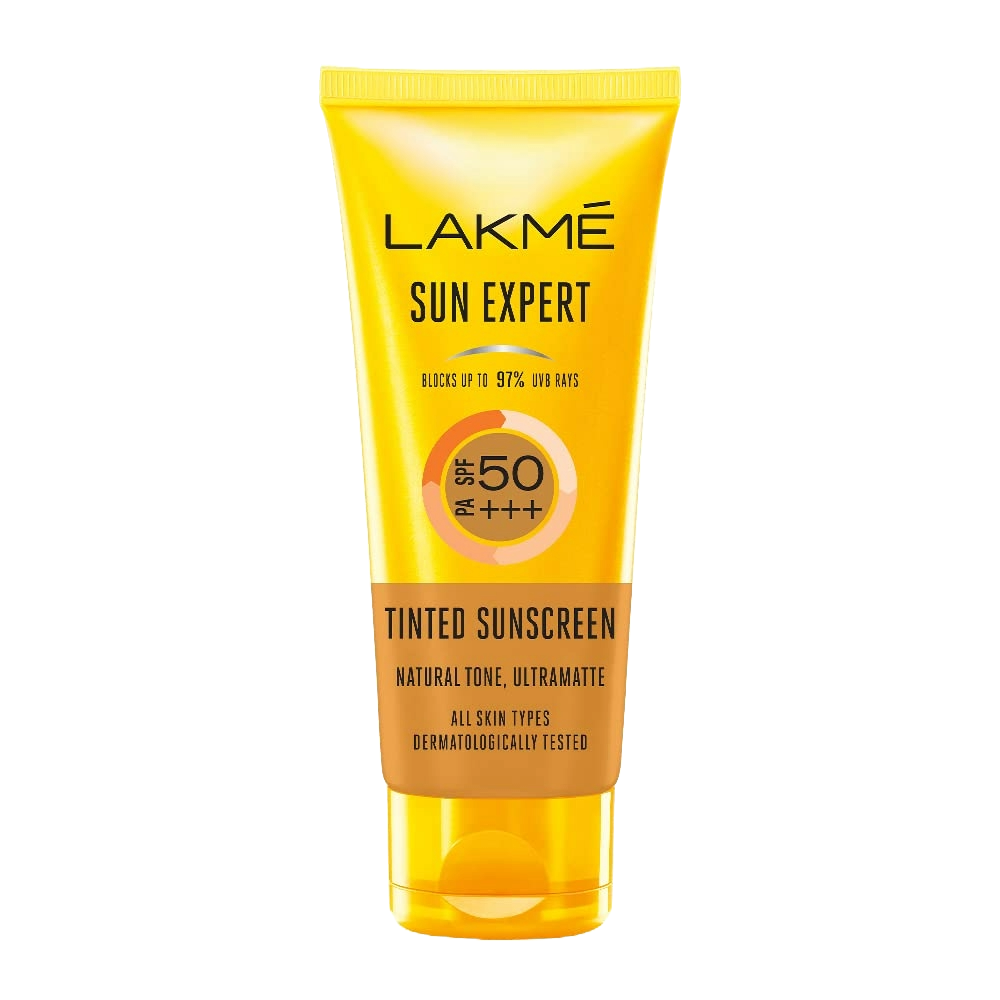 LAKMÉ
SUN EXPERT
BLOCKS UP TO 97% UVB RAYS
SPF 50
PA +++
TINTED SUNSCREEN
NATURAL TONE, ULTRAMATTE
ALL SKIN TYPES
DERMATOLOGICALLY TESTED